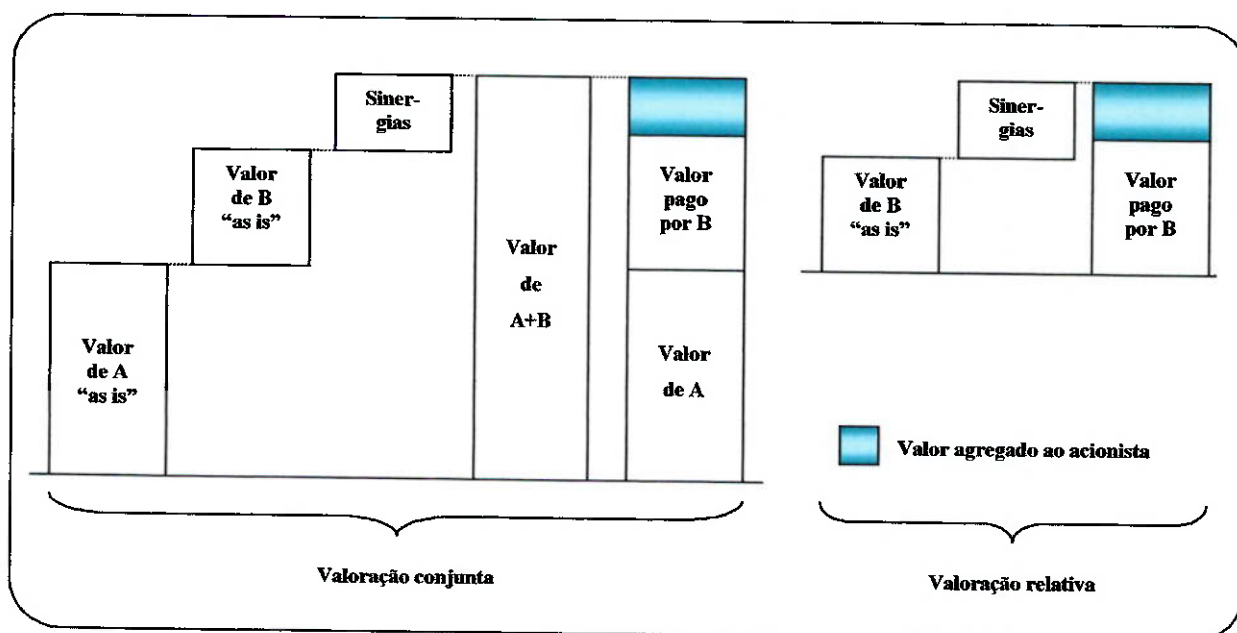 Valor
de A
“as is”
Valor
de B
“as is”
Siner-
gias
Valor
de
A+B
Valor
pago
por B
Valor
de A
Valoração conjunta
Valor
de B
“as is”
Siner-
gias
Valor
pago
por B
Valor agregado ao acionista
Valoração relativa